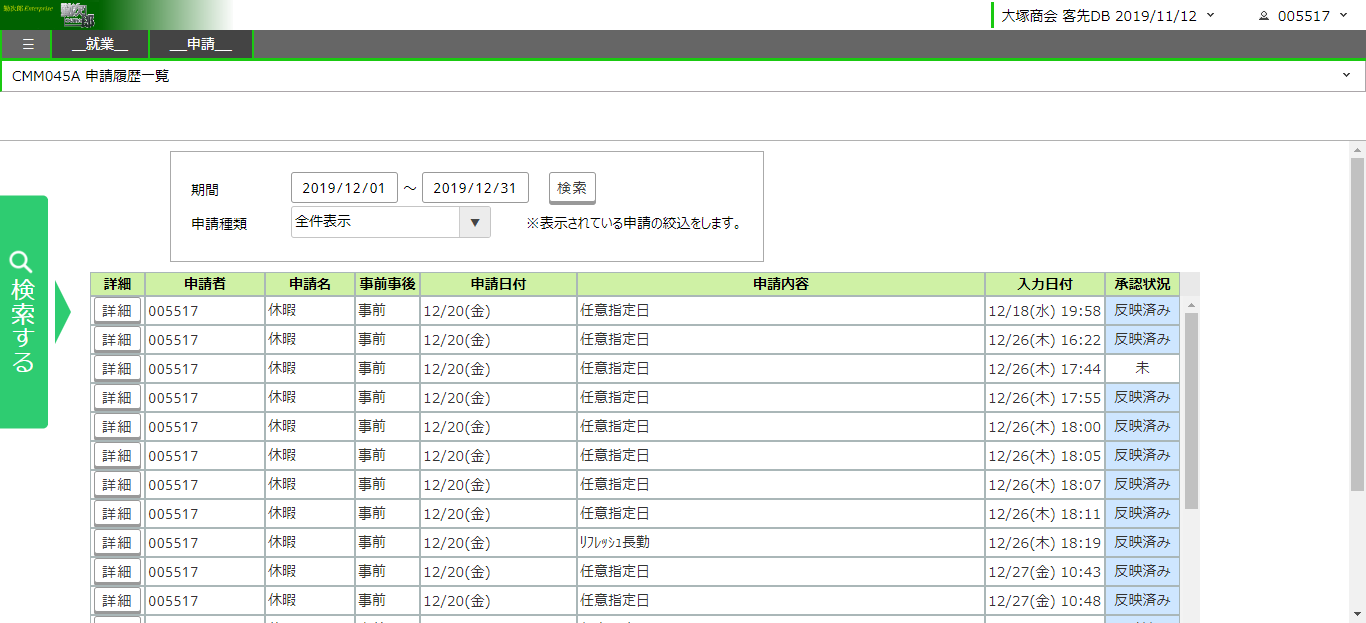 勤次郎 Enterprise
大塚商会 客先DB 2019/11/12 005517
__就業__ __申請__
CMM045A 申請履歴一覧
期間 2019/12/01 ～ 2019/12/31 検索
申請種類 全件表示 ※表示されている申請の絞込をします。
検索する
詳細 申請者 申請名 事前事後 申請日付 申請内容 入力日付 承認状況
詳細 005517 休暇 事前 12/20(金) 任意指定日 12/18(水) 19:58 反映済み
詳細 005517 休暇 事前 12/20(金) 任意指定日 12/26(木) 16:22 反映済み
詳細 005517 休暇 事前 12/20(金) 任意指定日 12/26(木) 17:44 未
詳細 005517 休暇 事前 12/20(金) 任意指定日 12/26(木) 17:55 反映済み
詳細 005517 休暇 事前 12/20(金) 任意指定日 12/26(木) 18:00 反映済み
詳細 005517 休暇 事前 12/20(金) 任意指定日 12/26(木) 18:05 反映済み
詳細 005517 休暇 事前 12/20(金) 任意指定日 12/26(木) 18:07 反映済み
詳細 005517 休暇 事前 12/20(金) 任意指定日 12/26(木) 18:11 反映済み
詳細 005517 休暇 事前 12/20(金) ﾘﾌﾚｯｼｭ長勤 12/26(木) 18:19 反映済み
詳細 005517 休暇 事前 12/20(金) 任意指定日 12/27(金) 10:43 反映済み
詳細 005517 休暇 事前 12/20(金) 任意指定日 12/27(金) 10:48 反映済み